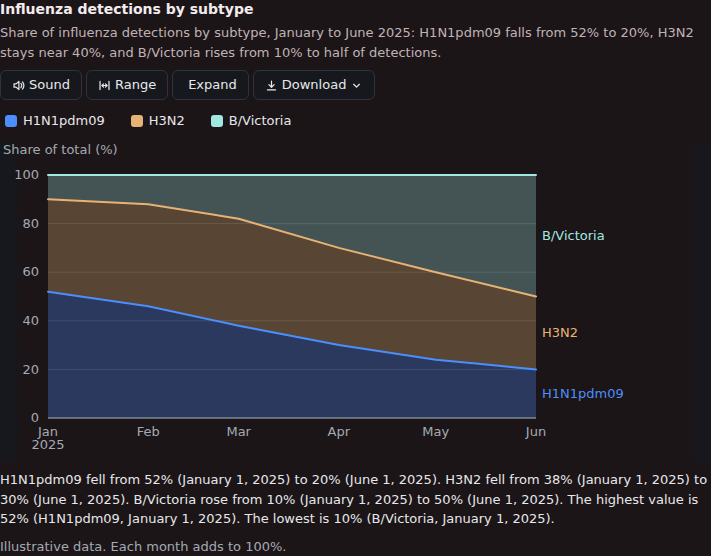 Influenza detections by subtype
Share of influenza detections by subtype, January to June 2025: H1N1pdm09 falls from 52% to 20%, H3N2
stays near 40%, and B/Victoria rises from 10% to half of detections.
Sound Range Expand Download
H1N1pdm09 H3N2 B/Victoria
Share of total (%)
100
80
60
40
20
0
B/Victoria
H3N2
H1N1pdm09
Jan Feb Mar Apr May Jun
2025
H1N1pdm09 fell from 52% (January 1, 2025) to 20% (June 1, 2025). H3N2 fell from 38% (January 1, 2025) to
30% (June 1, 2025). B/Victoria rose from 10% (January 1, 2025) to 50% (June 1, 2025). The highest value is
52% (H1N1pdm09, January 1, 2025). The lowest is 10% (B/Victoria, January 1, 2025).
Illustrative data. Each month adds to 100%.